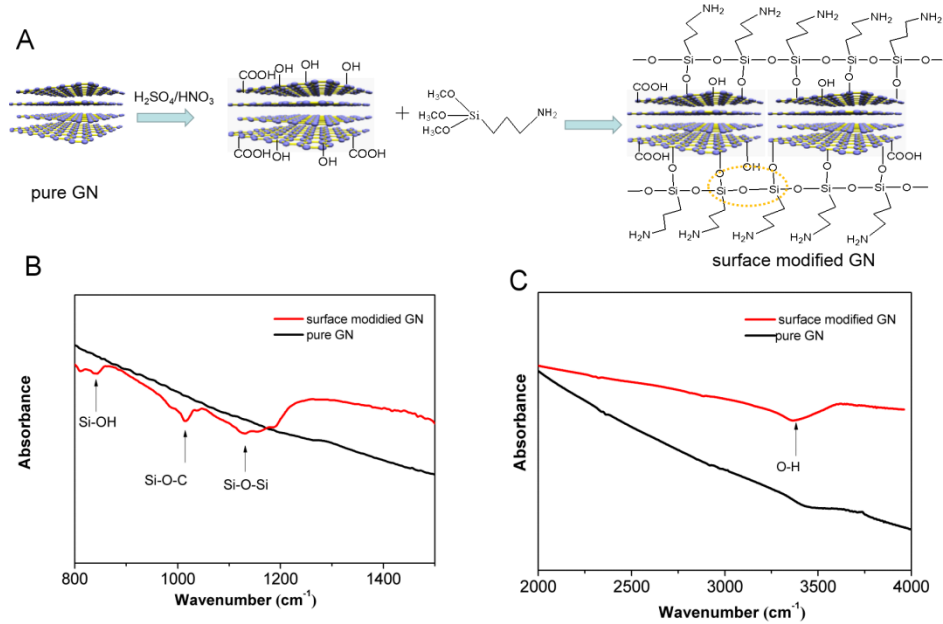 A
COOH OH OH
H2SO4/HNO3
COOH OH OH COOH
pure GN
+
H3CO
H3CO
H3CO
Si
NH2
NH2 NH2 NH2 NH2 NH2
O Si O Si O Si O Si O Si O
O O O
COOH OH OH
COOH OH COOH
O O O O
O Si O Si O Si O Si O Si O
H2N H2N H2N H2N H2N
surface modified GN
B
surface modidied GN
pure GN
Absorbance
Si-OH
Si-O-C
Si-O-Si
800 1000 1200 1400
Wavenumber (cm-1)
C
surface modified GN
pure GN
Absorbance
O-H
2000 2500 3000 3500 4000
Wavenumber (cm-1)